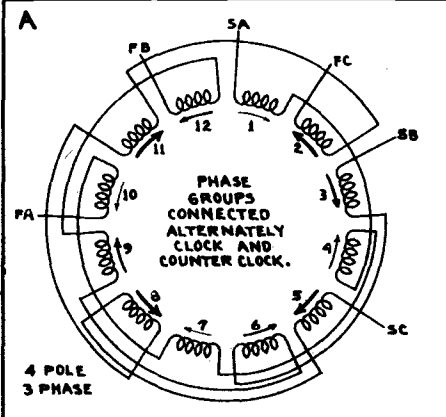 A
SA
FB
FC
12
1
11
2
SB
10
3
PHASE
GROUPS
CONNECTED
ALTERNATELY
CLOCK AND
COUNTER CLOCK.
FA
9
4
8
5
7
6
SC
4 POLE
3 PHASE